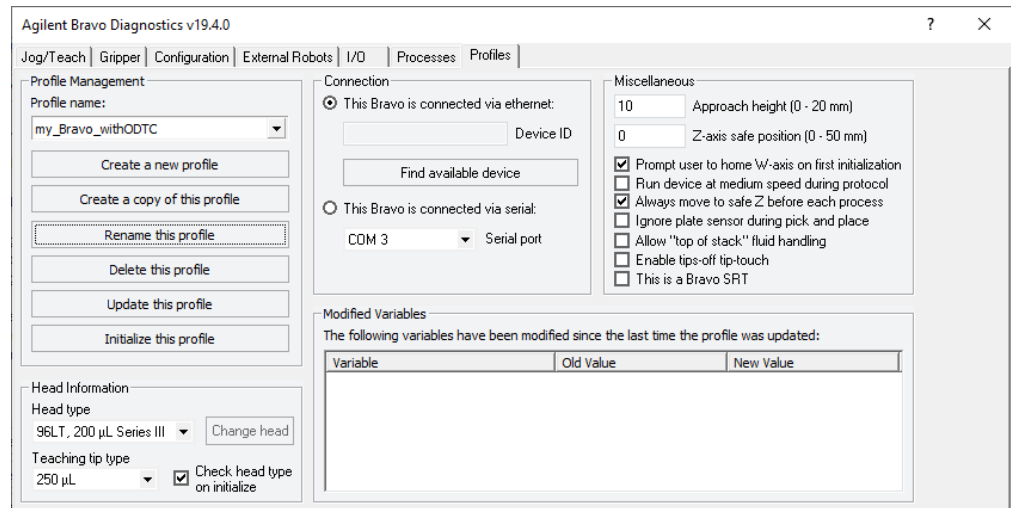 Agilent Bravo Diagnostics v19.4.0
Jog/Teach Gripper Configuration External Robots I/O Processes Profiles
Profile Management
Profile name:
my_Bravo_withODTC
Create a new profile
Create a copy of this profile
Rename this profile
Delete this profile
Update this profile
Initialize this profile
Connection
This Bravo is connected via ethernet:
Device ID
Find available device
This Bravo is connected via serial:
COM 3 Serial port
Miscellaneous
10 Approach height (0 - 20 mm)
0 Z-axis safe position (0 - 50 mm)
Prompt user to home W-axis on first initialization
Run device at medium speed during protocol
Always move to safe Z before each process
Ignore plate sensor during pick and place
Allow "top of stack" fluid handling
Enable tips-off tip-touch
This is a Bravo SRT
Head Information
Head type
96LT, 200 µL Series III Change head
Teaching tip type
250 µL
Check head type
on initialize
Modified Variables
The following variables have been modified since the last time the profile was updated:
Variable Old Value New Value